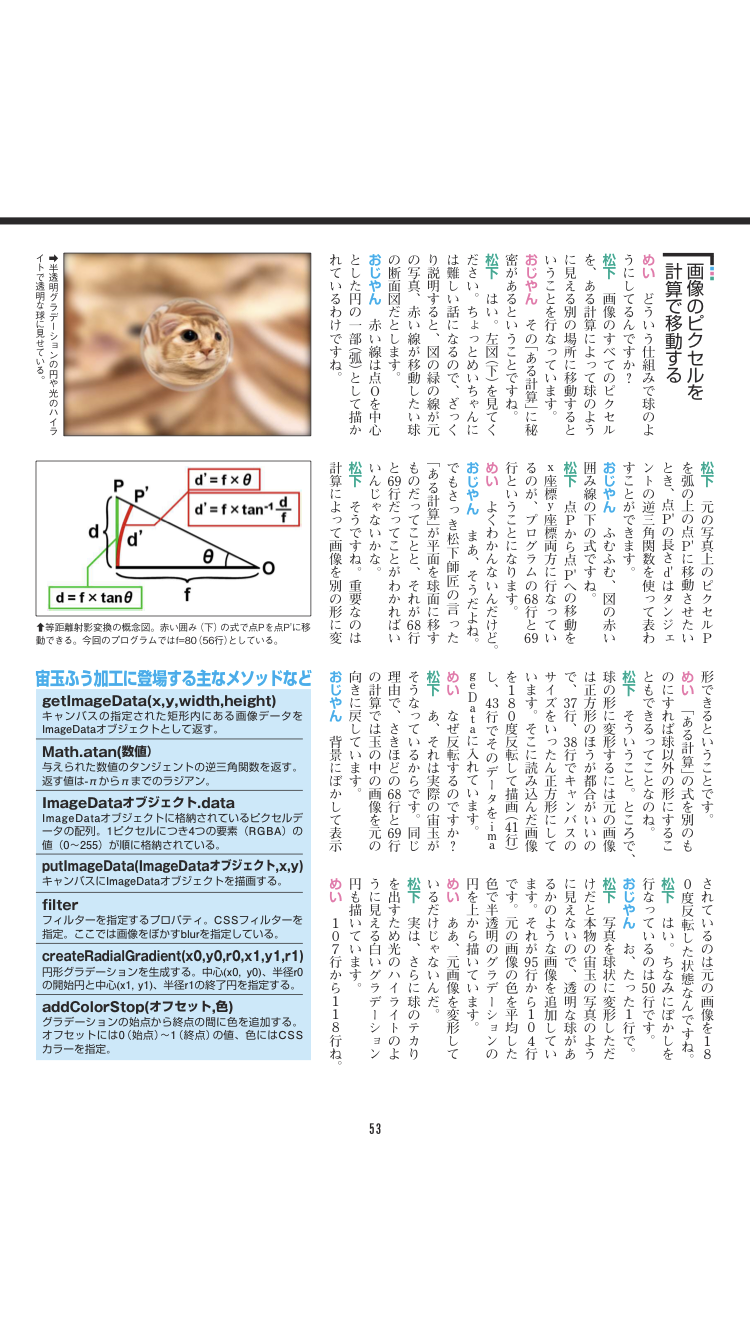 画像のピクセルを
計算で移動する
めい　どういう仕組みで球のよ
うにしてるんですか?
松下　画像のすべてのピクセル
を、ある計算によって球のよう
に見える別の場所に移動すると
いうことを行なっています。
おじやん　その「ある計算」に秘
密があるということですね。
松下　はい。左図(下)を見てく
ださい。ちょっとめいちゃんに
は難しい話になるので、ざっく
り説明すると、図の緑の線が元
の写真、赤い線が移動したい球
の断面図だとします。
おじやん　赤い線は点Oを中心
とした円の一部(弧)として描か
れているわけですね。
松下　元の写真上のピクセルP
を弧の上の点P'に移動させたい
とき、点P'の長さd'はタンジェ
ントの逆三角関数を使って表わ
すことができます。
おじやん　ふむふむ、図の赤い
囲み線の下の式ですね。
松下　点Pから点P'への移動を
x座標y座標両方に行なってい
るのが、プログラムの68行と69
行ということになります。
めい　よくわかんないんだけど。
おじやん　まあ、そうだよね。
でもさっき松下師匠の言った
「ある計算」が平面を球面に移す
ものだってことと、それが68行
と69行だってことがわかればい
いんじゃないかな。
松下　そうですね。重要なのは
計算によって画像を別の形に変
形できるということです。
めい　「ある計算」の式を別のも
のにすれば球以外の形にするこ
ともできるってことなのね。
松下　そういうこと。ところで、
球の形に変形するには元の画像
は正方形のほうが都合がいいの
で、37行、38行でキャンバスの
サイズをいったん正方形にして
います。そこに読み込んだ画像
を180度反転して描画(41行)
し、43行でそのデータをima
geDataに入れています。
めい　なぜ反転するのですか?
松下　あ、それは実際の宙玉が
そうなっているからです。同じ
理由で、さきほどの68行と69行
の計算では玉の中の画像を元の
向きに戻しています。
おじやん　背景にぼかして表示
されているのは元の画像を18
0度反転した状態なんですね。
松下　はい。ちなみにぼかしを
行なっているのは50行です。
おじやん　お、たった1行で。
松下　写真を球状に変形しただ
けだと本物の宙玉の写真のよう
に見えないので、透明な球があ
るかのような画像を追加してい
ます。それが95行から104行
です。元の画像の色を平均した
色で半透明のグラデーションの
円を上から描いています。
めい　ああ、元画像を変形して
いるだけじゃないんだ。
松下　実は、さらに球のテカリ
を出すため光のハイライトのよ
うに見える白いグラデーション
円も描いています。
めい　107行から118行ね。
➡半透明グラデーションの円や光のハイラ
イトで透明な球に見せている。
d'=f×θ
d'=f×tan⁻¹ d/f
P
P'
d
d'
θ
O
f
d=f×tanθ
⬆等距離射影変換の概念図。赤い囲み(下)の式で点Pを点P'に移
動できる。今回のプログラムではf=80(56行)としている。
宙玉ふう加工に登場する主なメソッドなど
getImageData(x,y,width,height)
キャンバスの指定された矩形内にある画像データを
ImageDataオブジェクトとして返す。
Math.atan(数値)
与えられた数値のタンジェントの逆三角関数を返す。
返す値は-πからπまでのラジアン。
ImageDataオブジェクト.data
ImageDataオブジェクトに格納されているピクセルデ
ータの配列。1ピクセルにつき4つの要素(RGBA)の
値(0〜255)が順に格納されている。
putImageData(ImageDataオブジェクト,x,y)
キャンバスにImageDataオブジェクトを描画する。
filter
フィルターを指定するプロパティ。CSSフィルターを
指定。ここでは画像をぼかすblurを指定している。
createRadialGradient(x0,y0,r0,x1,y1,r1)
円形グラデーションを生成する。中心(x0, y0)、半径r0
の開始円と中心(x1, y1)、半径r1の終了円を指定する。
addColorStop(オフセット,色)
グラデーションの始点から終点の間に色を追加する。
オフセットには0(始点)〜1(終点)の値、色にはCSS
カラーを指定。
53